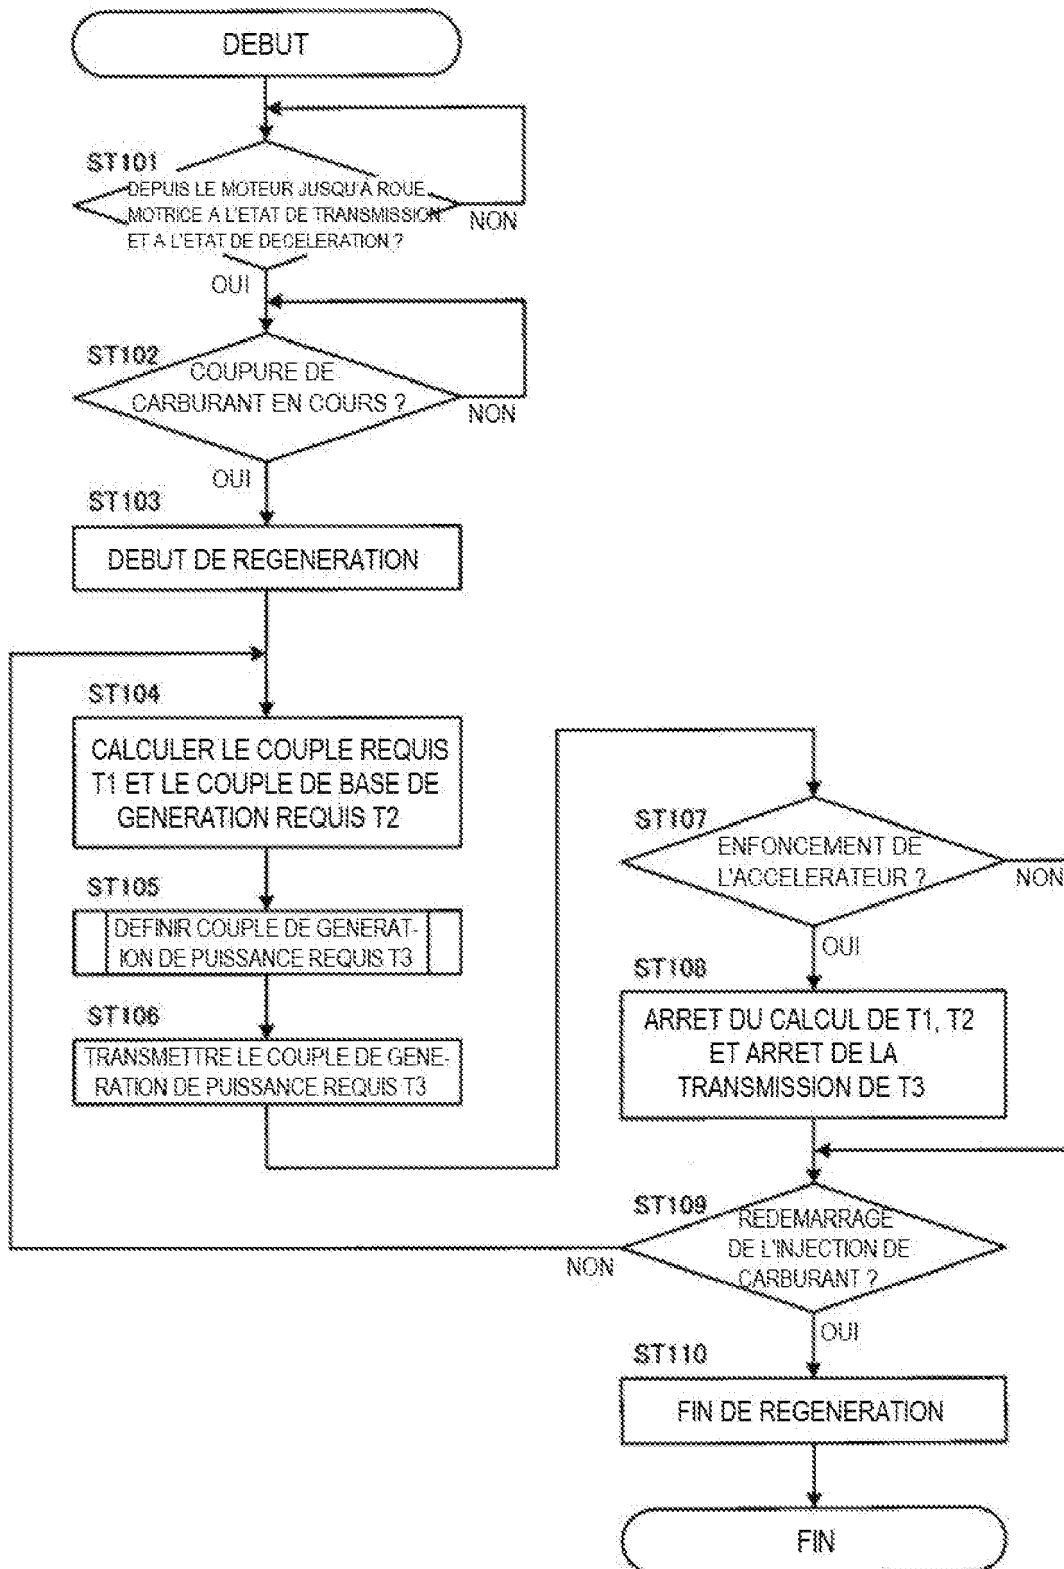 DEBUT
ST101
DEPUIS LE MOTEUR JUSQU'A ROUE
MOTRICE A L'ETAT DE TRANSMISSION
ET A L'ETAT DE DECELERATION ?
NON
OUI
ST102
COUPURE DE
CARBURANT EN COURS ?
NON
OUI
ST103
DEBUT DE REGENERATION
ST104
CALCULER LE COUPLE REQUIS
T1 ET LE COUPLE DE BASE DE
GENERATION REQUIS T2
ST105
DEFINIR COUPLE DE GENERAT-
ION DE PUISSANCE REQUIS T3
ST106
TRANSMETTRE LE COUPLE DE GENE-
RATION DE PUISSANCE REQUIS T3
ST107
ENFONCEMENT DE
L'ACCELERATEUR ?
NON
OUI
ST108
ARRET DU CALCUL DE T1, T2
ET ARRET DE LA
TRANSMISSION DE T3
ST109
REDEMARRAGE
DE L'INJECTION DE
CARBURANT ?
NON
OUI
ST110
FIN DE REGENERATION
FIN